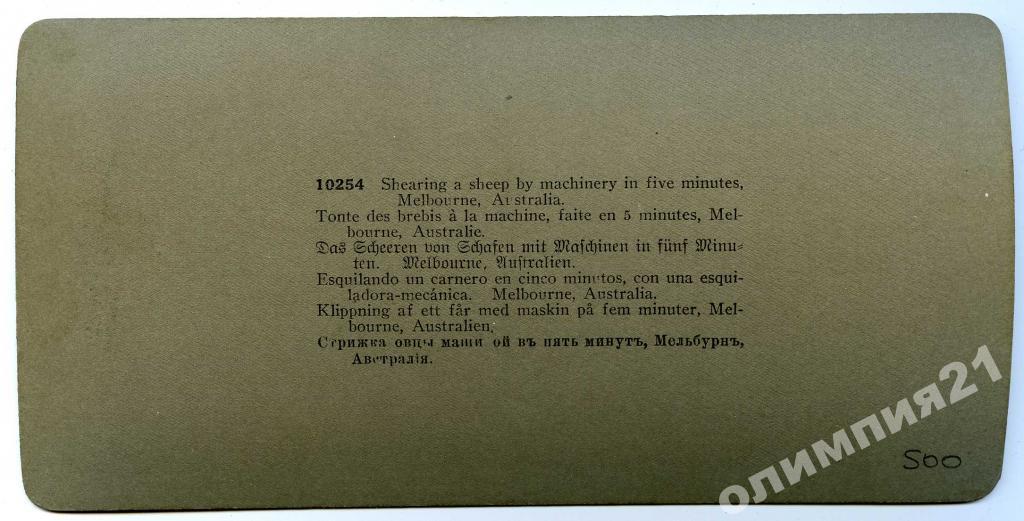 10254 Shearing a sheep by machinery in five minutes,
Melbourne, Australia.
Tonte des brebis à la machine, faite en 5 minutes, Mel-
bourne, Australie.
Das Scheeren von Schafen mit Maschinen in fünf Minu-
ten. Melbourne, Australien.
Esquilando un carnero en cinco minutos, con una esqui-
ladora-mecánica. Melbourne, Australia.
Klippning af ett får med maskin på fem minuter, Mel-
bourne, Australien.
Стрижка овцы маши ой въ пять минутъ, Мельбурнъ,
Австралія.
500
олимпия21